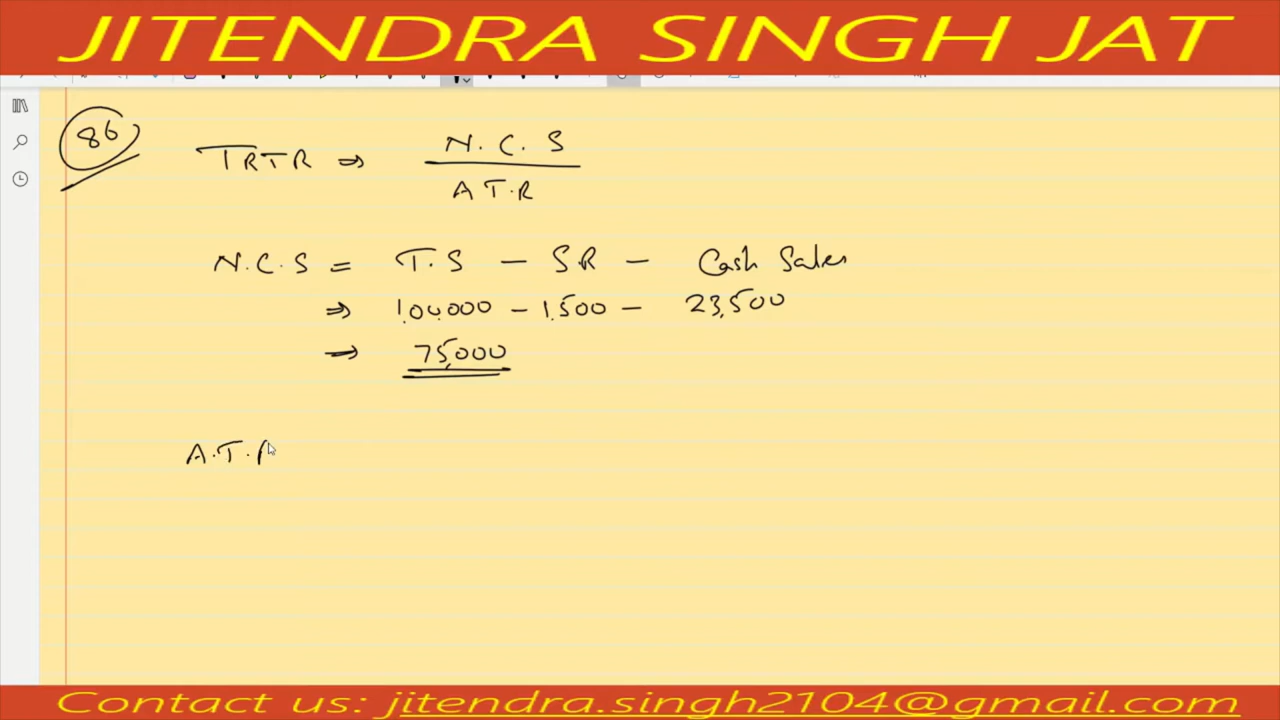 JITENDRA SINGH JAT
86
TRTR ⇒ N.C.S
A T.R
N.C.S = T.S - SR - Cash Sales
⇒ 1,00,000 - 1,500 - 23,500
⇒ 75,000
A.T.
Contact us: jitendra.singh2104@gmail.com